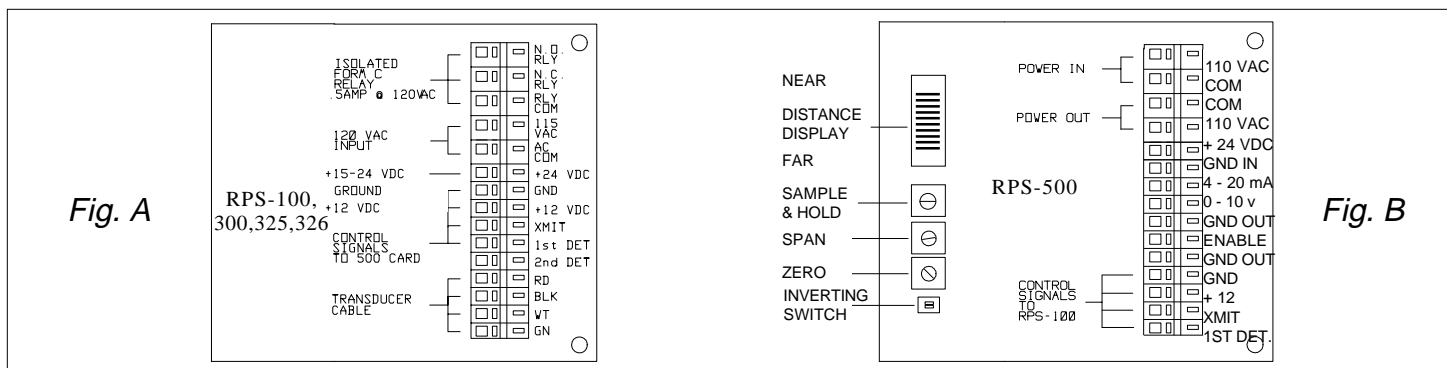 Fig. A
RPS-100,
300,325,326
ISOLATED
FORM C
RELAY
.5AMP @ 120VAC
120 VAC
INPUT
+15-24 VDC
GROUND
+12 VDC
CONTROL
SIGNALS
TO 500 CARD
TRANSDUCER
CABLE
N.O.
RLY
N.C.
RLY
RLY
COM
115
VAC
AC
COM
+24 VDC
GND
+12 VDC
XMIT
1st DET
2nd DET
RD
BLK
WT
GN
NEAR
DISTANCE
DISPLAY
FAR
SAMPLE
& HOLD
SPAN
ZERO
INVERTING
SWITCH
RPS-500
POWER IN
POWER OUT
CONTROL
SIGNALS
TO
RPS-100
110 VAC
COM
COM
110 VAC
+ 24 VDC
GND IN
4 - 20 mA
0 - 10 v
GND OUT
ENABLE
GND OUT
GND
+ 12
XMIT
1ST DET.
Fig. B